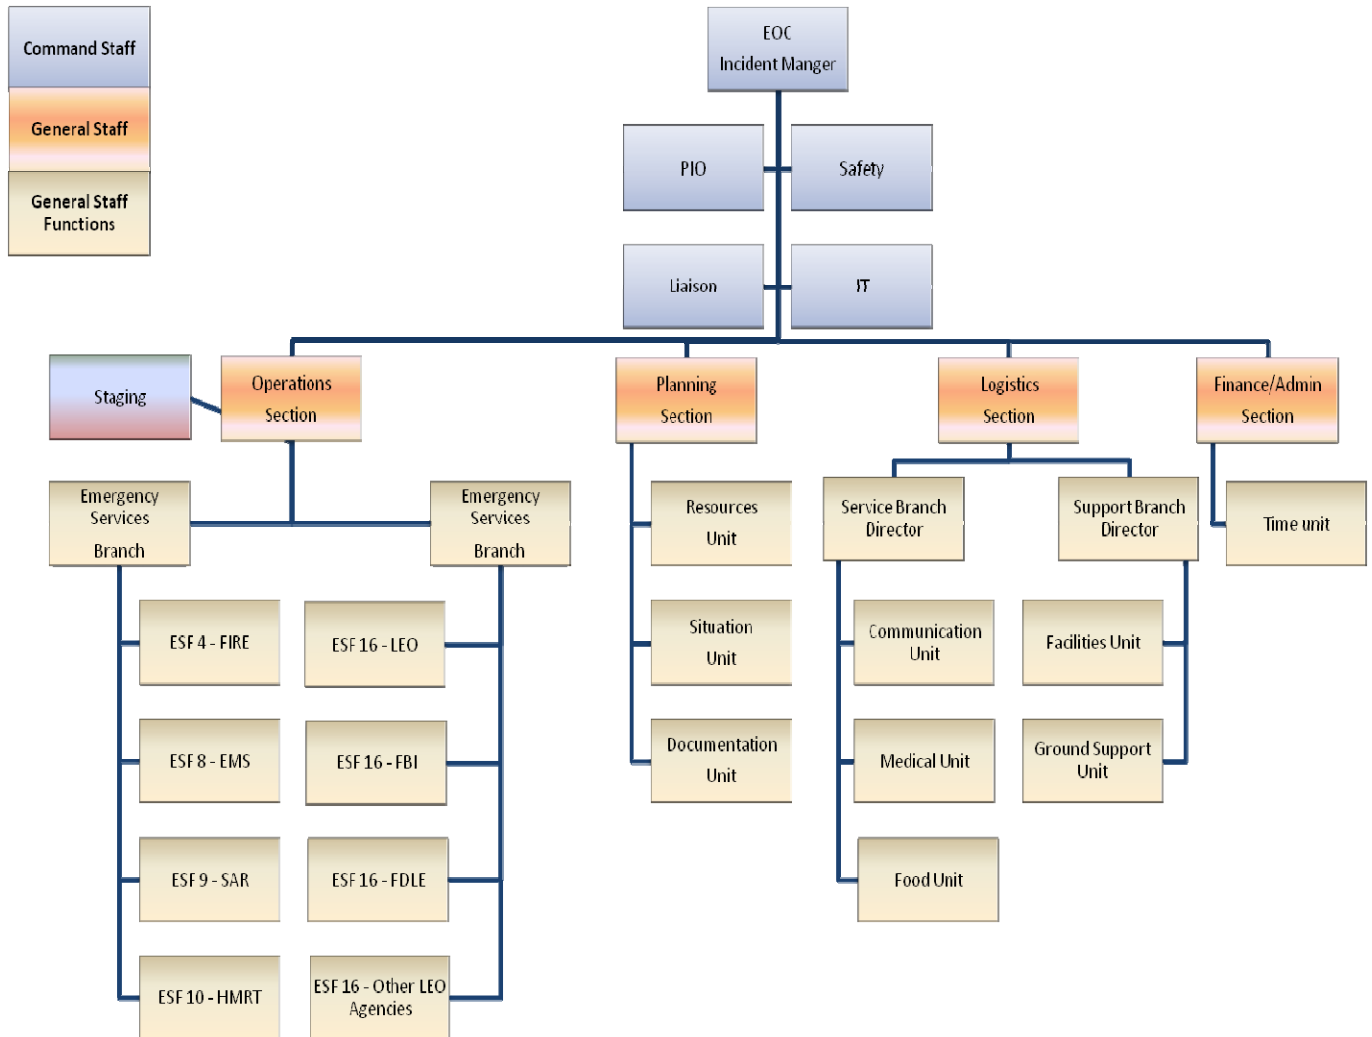 Command Staff
General Staff
General Staff
Functions
EOC
Incident Manger
PIO
Safety
Liaison
IT
Staging
Operations
Section
Planning
Section
Logistics
Section
Finance/Admin
Section
Emergency
Services
Branch
Emergency
Services
Branch
Resources
Unit
Service Branch
Director
Support Branch
Director
Time unit
ESF 4 - FIRE
ESF 16 - LEO
Situation
Unit
Communication
Unit
Facilities Unit
ESF 8 - EMS
ESF 16 - FBI
Documentation
Unit
Medical Unit
Ground Support
Unit
ESF 9 - SAR
ESF 16 - FDLE
Food Unit
ESF 10 - HMRT
ESF 16 - Other LEO
Agencies